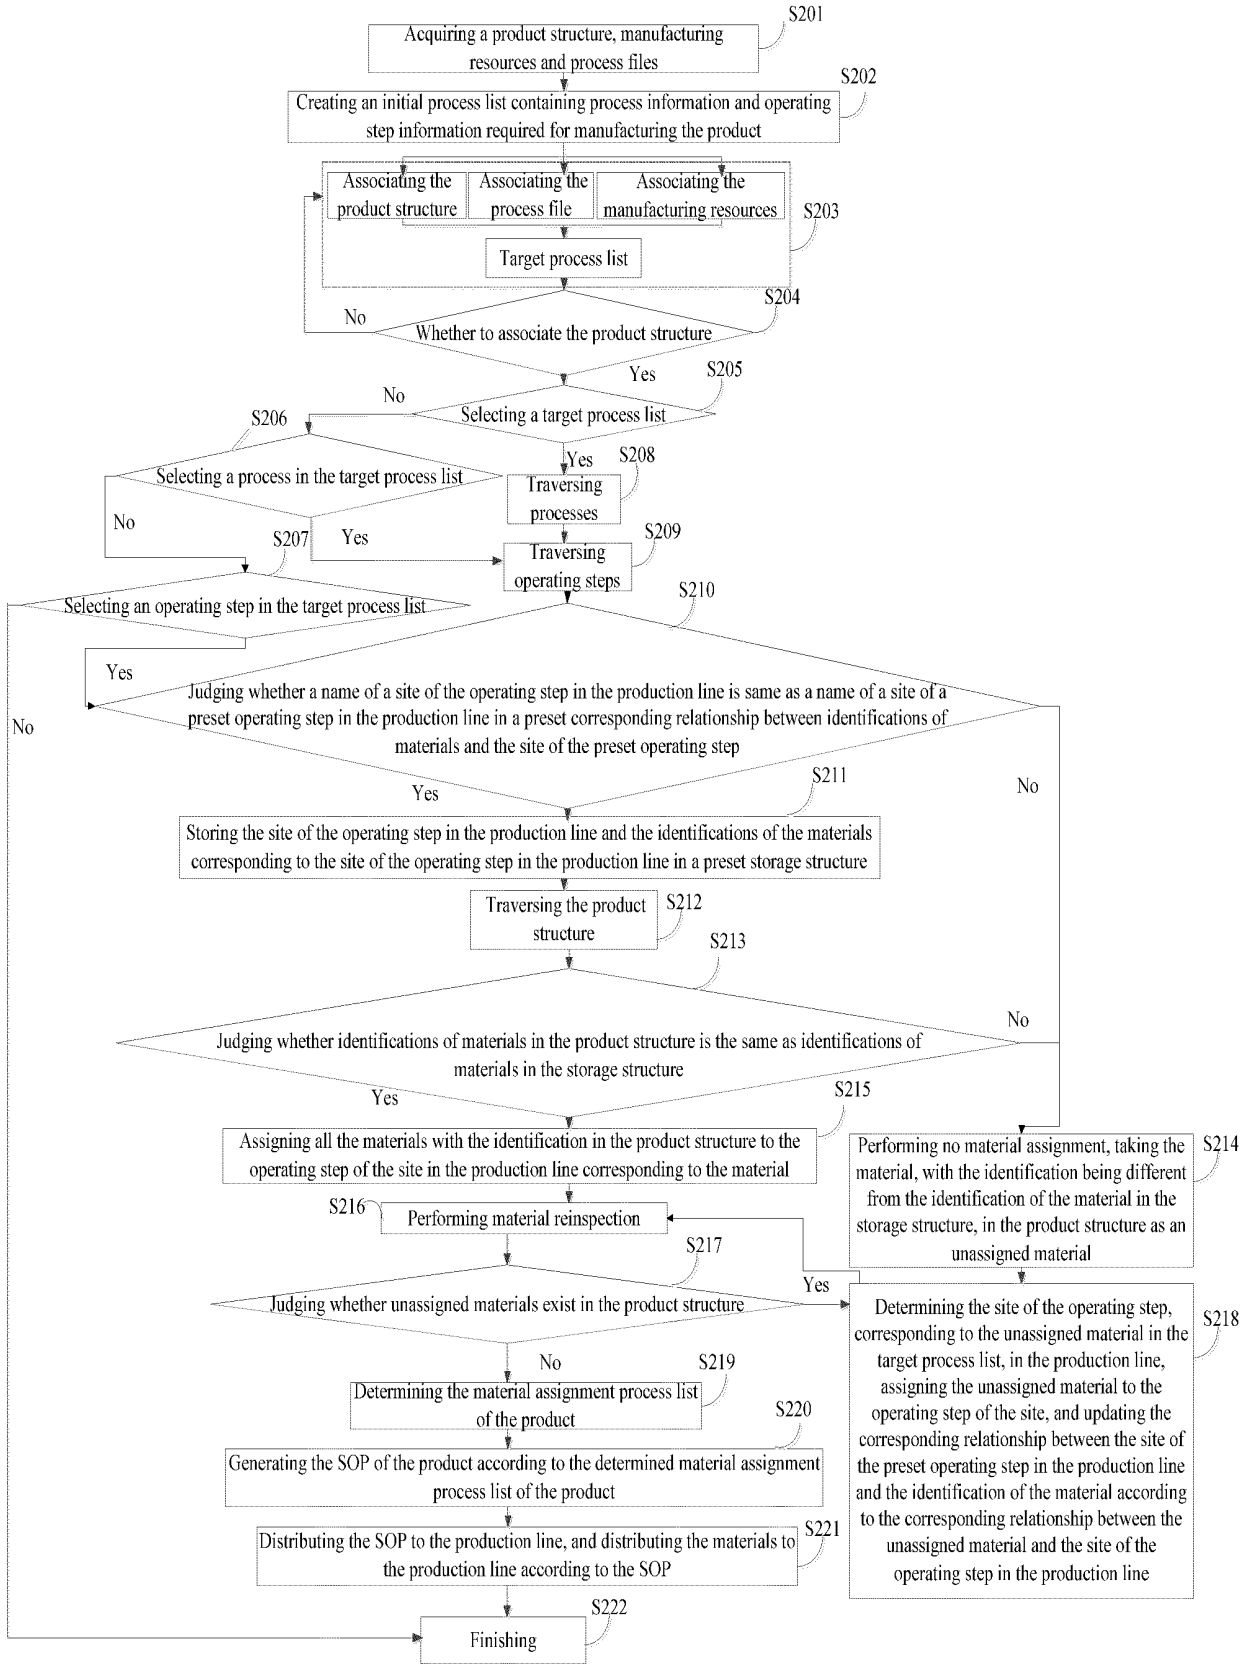 S201
Acquiring a product structure, manufacturing
resources and process files
S202
Creating an initial process list containing process information and operating
step information required for manufacturing the product
Associating the
product structure
Associating the
process file
Associating the
manufacturing resources
S203
Target process list
S204
No
Whether to associate the product structure
Yes
S205
No
Selecting a target process list
S206
Yes
S208
Selecting a process in the target process list
Traversing
processes
No
Yes
S207
S209
Traversing
operating steps
S210
Selecting an operating step in the target process list
Yes
No
Judging whether a name of a site of the operating step in the production line is same as a name of a site of a
preset operating step in the production line in a preset corresponding relationship between identifications of
materials and the site of the preset operating step
No
Yes
S211
Storing the site of the operating step in the production line and the identifications of the materials
corresponding to the site of the operating step in the production line in a preset storage structure
S212
Traversing the product
structure
S213
No
Judging whether identifications of materials in the product structure is the same as identifications of
materials in the storage structure
Yes
S215
Assigning all the materials with the identification in the product structure to the
operating step of the site in the production line corresponding to the material
S214
Performing no material assignment, taking the
material, with the identification being different
from the identification of the material in the
storage structure, in the product structure as an
unassigned material
S216
Performing material reinspection
S217
Yes
Judging whether unassigned materials exist in the product structure
S218
Determining the site of the operating step,
corresponding to the unassigned material in the
target process list, in the production line,
assigning the unassigned material to the
operating step of the site, and updating the
corresponding relationship between the site of
the preset operating step in the production line
and the identification of the material according
to the corresponding relationship between the
unassigned material and the site of the
operating step in the production line
No
S219
Determining the material assignment process list
of the product
S220
Generating the SOP of the product according to the determined material assignment
process list of the product
S221
Distributing the SOP to the production line, and distributing the materials to
the production line according to the SOP
S222
Finishing